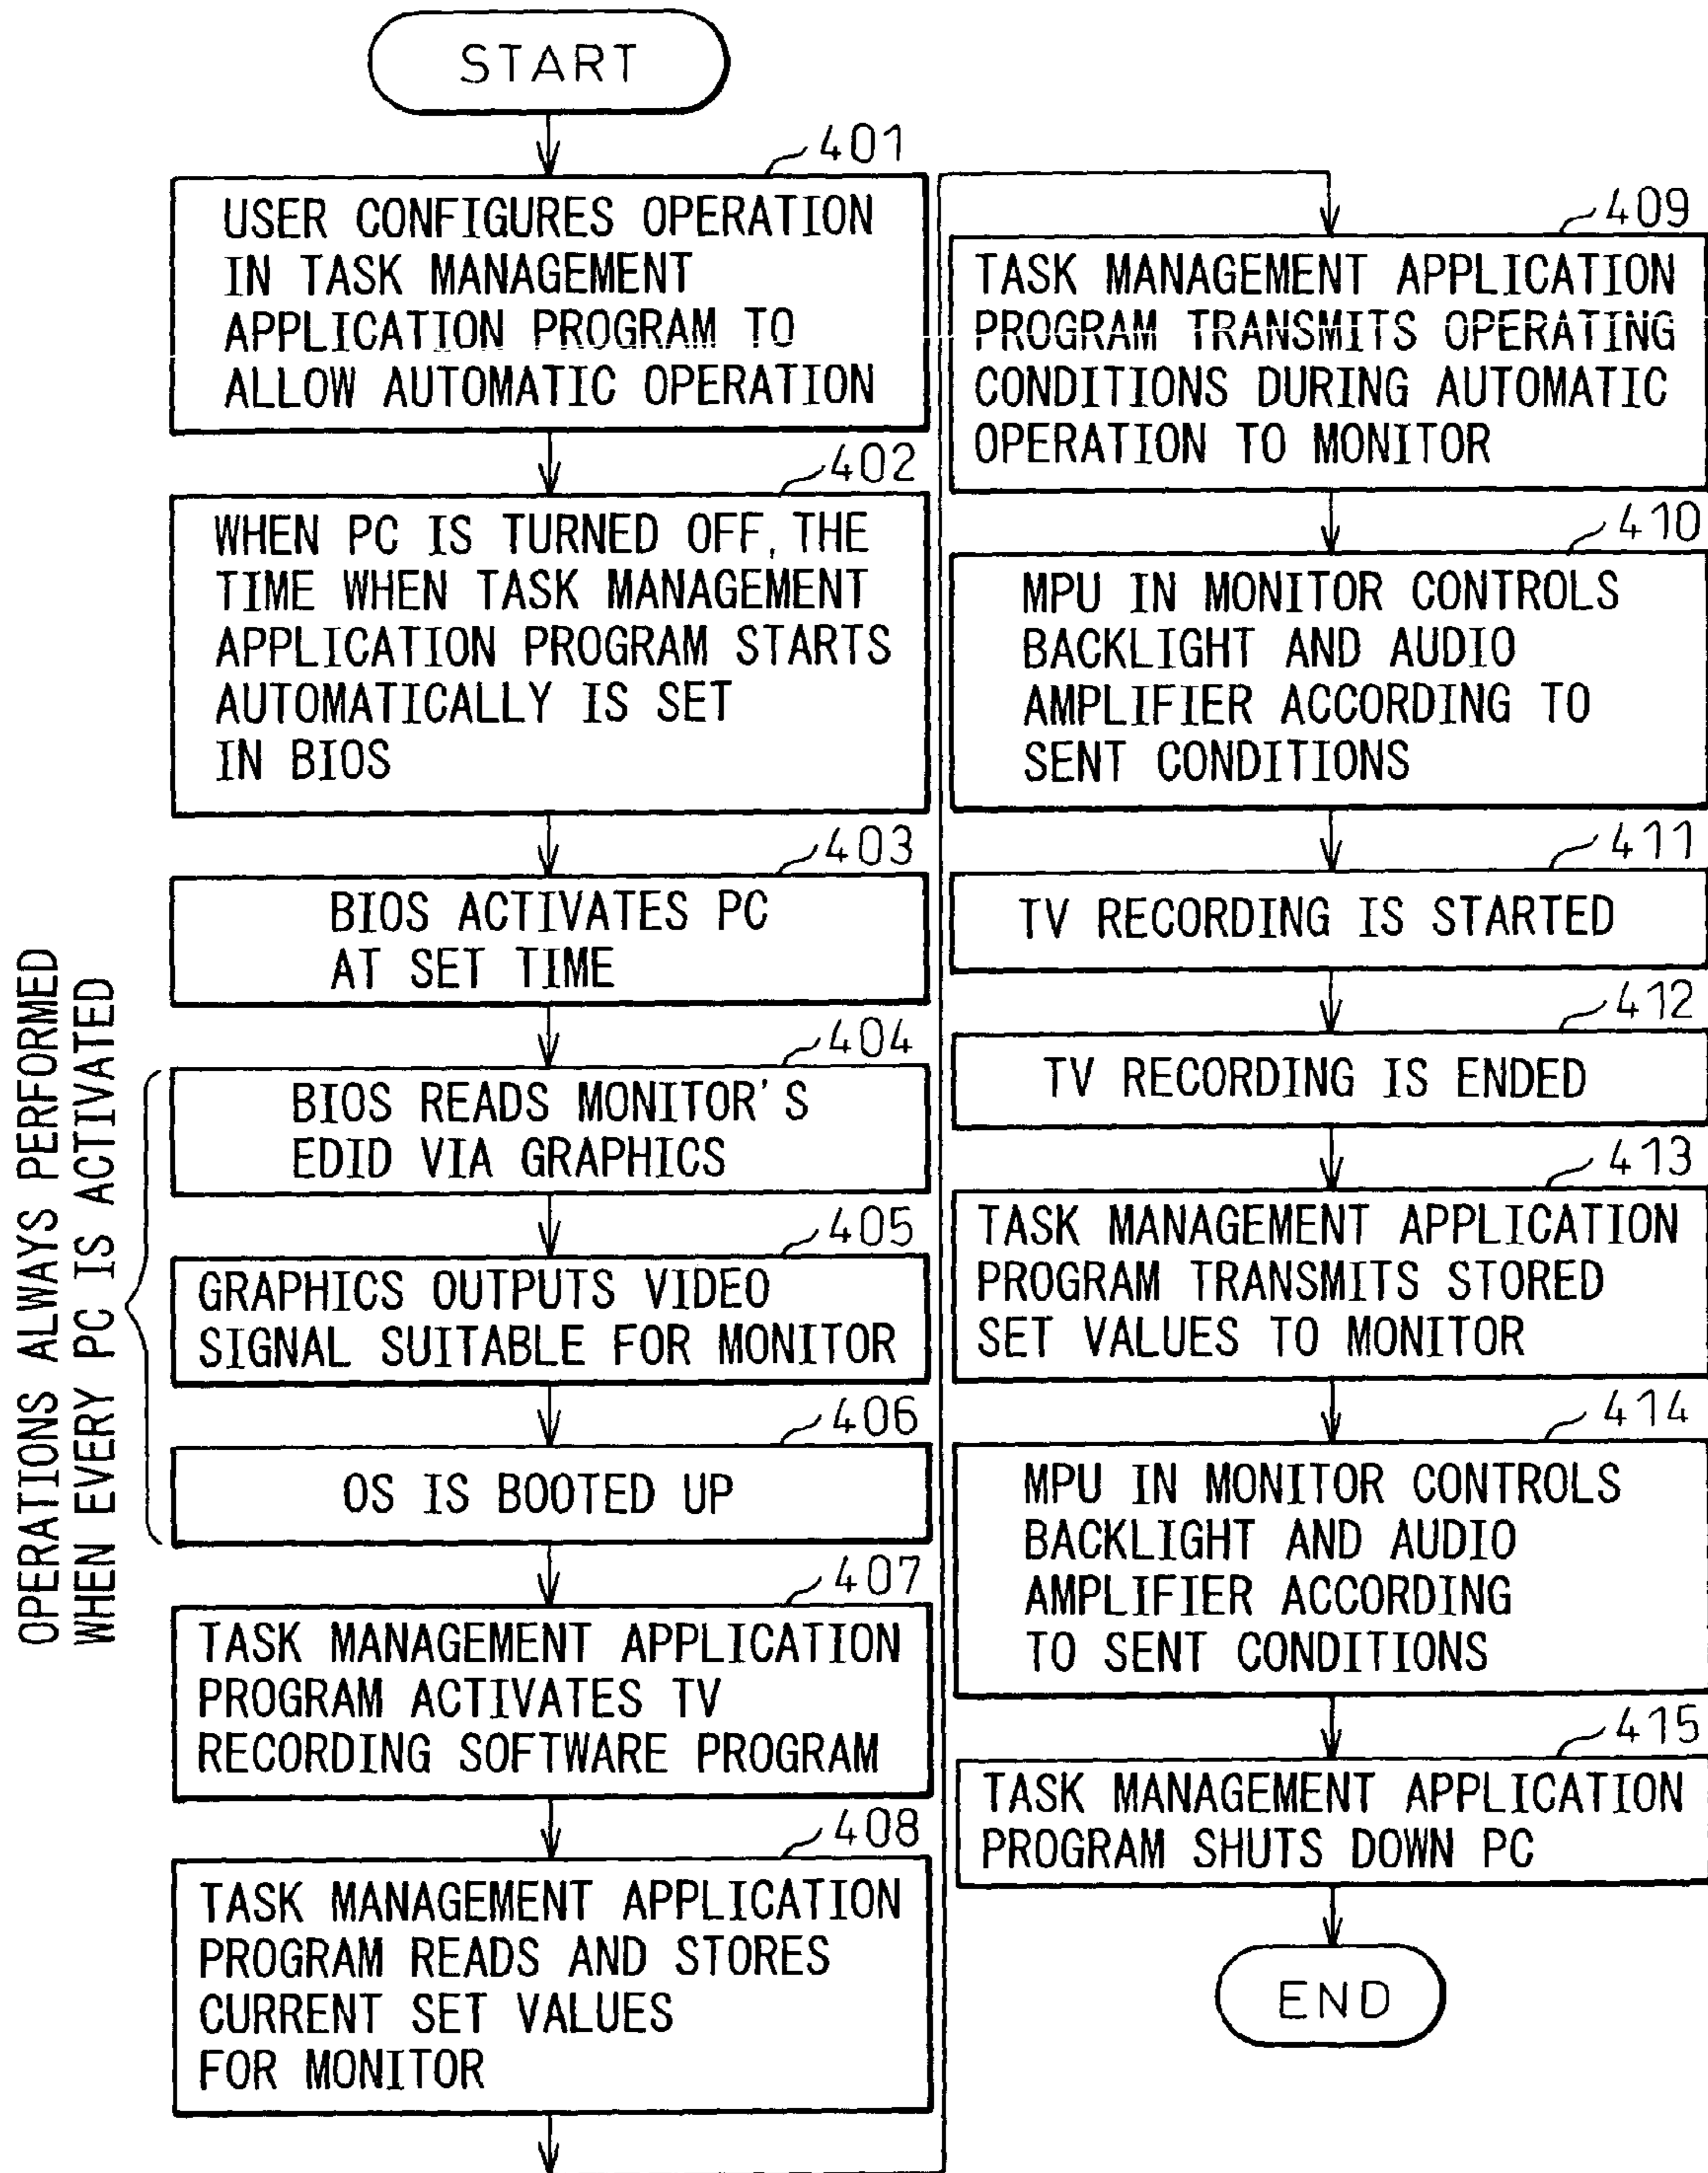 START
401
USER CONFIGURES OPERATION
IN TASK MANAGEMENT
APPLICATION PROGRAM TO
ALLOW AUTOMATIC OPERATION
402
WHEN PC IS TURNED OFF, THE
TIME WHEN TASK MANAGEMENT
APPLICATION PROGRAM STARTS
AUTOMATICALLY IS SET
IN BIOS
403
BIOS ACTIVATES PC
AT SET TIME
OPERATIONS ALWAYS PERFORMED
WHEN EVERY PC IS ACTIVATED
404
BIOS READS MONITOR'S
EDID VIA GRAPHICS
405
GRAPHICS OUTPUTS VIDEO
SIGNAL SUITABLE FOR MONITOR
406
OS IS BOOTED UP
407
TASK MANAGEMENT APPLICATION
PROGRAM ACTIVATES TV
RECORDING SOFTWARE PROGRAM
408
TASK MANAGEMENT APPLICATION
PROGRAM READS AND STORES
CURRENT SET VALUES
FOR MONITOR
409
TASK MANAGEMENT APPLICATION
PROGRAM TRANSMITS OPERATING
CONDITIONS DURING AUTOMATIC
OPERATION TO MONITOR
410
MPU IN MONITOR CONTROLS
BACKLIGHT AND AUDIO
AMPLIFIER ACCORDING TO
SENT CONDITIONS
411
TV RECORDING IS STARTED
412
TV RECORDING IS ENDED
413
TASK MANAGEMENT APPLICATION
PROGRAM TRANSMITS STORED
SET VALUES TO MONITOR
414
MPU IN MONITOR CONTROLS
BACKLIGHT AND AUDIO
AMPLIFIER ACCORDING
TO SENT CONDITIONS
415
TASK MANAGEMENT APPLICATION
PROGRAM SHUTS DOWN PC
END